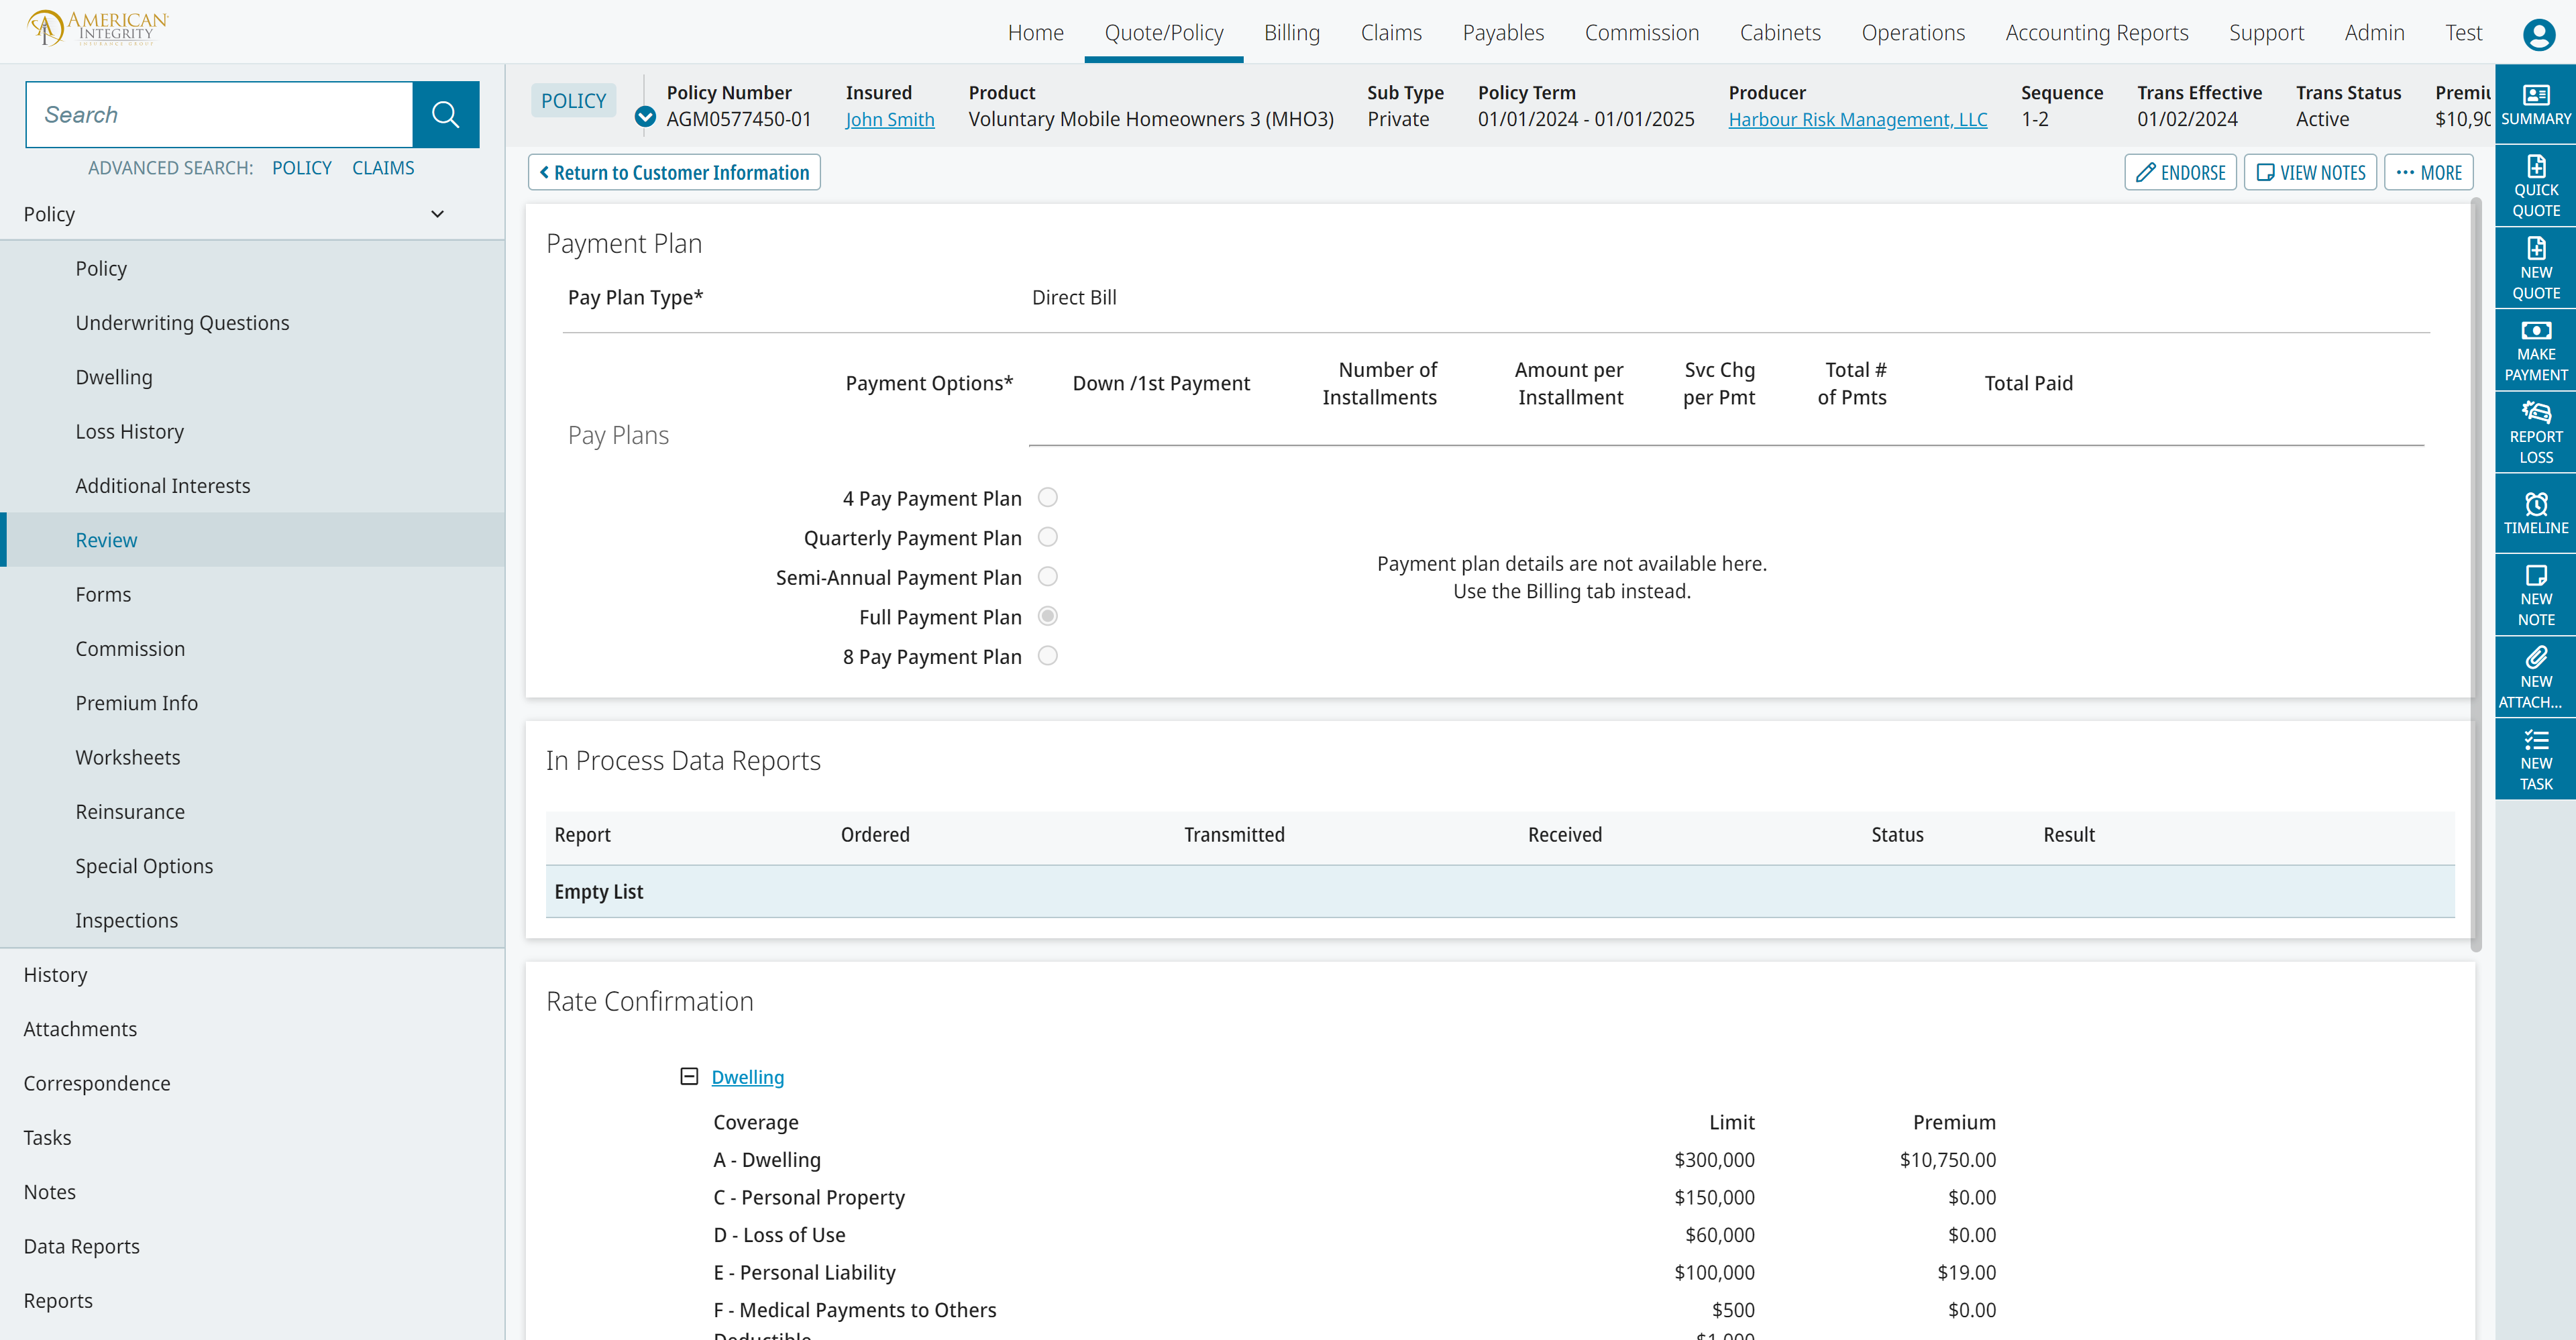 AMERICAN
INTEGRITY
INSURANCE GROUP
Home Quote/Policy Billing Claims Payables Commission Cabinets Operations Accounting Reports Support Admin Test
Search
ADVANCED SEARCH: POLICY CLAIMS
Policy
Policy
Underwriting Questions
Dwelling
Loss History
Additional Interests
Review
Forms
Commission
Premium Info
Worksheets
Reinsurance
Special Options
Inspections
History
Attachments
Correspondence
Tasks
Notes
Data Reports
Reports
POLICY
Policy Number Insured Product Sub Type Policy Term Producer Sequence Trans Effective Trans Status
AGM0577450-01 John Smith Voluntary Mobile Homeowners 3 (MHO3) Private 01/01/2024 - 01/01/2025 Harbour Risk Management, LLC 1-2 01/02/2024 Active $10,90
Return to Customer Information
ENDORSE VIEW NOTES MORE
Payment Plan
Pay Plan Type* Direct Bill
Payment Options* Down /1st Payment Number of Installments Amount per Installment Svc Chg per Pmt Total # of Pmts Total Paid
Pay Plans
4 Pay Payment Plan
Quarterly Payment Plan
Semi-Annual Payment Plan
Full Payment Plan
8 Pay Payment Plan
Payment plan details are not available here.
Use the Billing tab instead.
In Process Data Reports
Report Ordered Transmitted Received Status Result
Empty List
Rate Confirmation
Dwelling
Coverage Limit Premium
A - Dwelling $300,000 $10,750.00
C - Personal Property $150,000 $0.00
D - Loss of Use $60,000 $0.00
E - Personal Liability $100,000 $19.00
F - Medical Payments to Others $500 $0.00
Deductible $1,000
SUMMARY
QUICK
QUOTE
NEW
QUOTE
MAKE
PAYMENT
REPORT
LOSS
TIMELINE
NEW
NOTE
NEW
ATTACH...
NEW
TASK